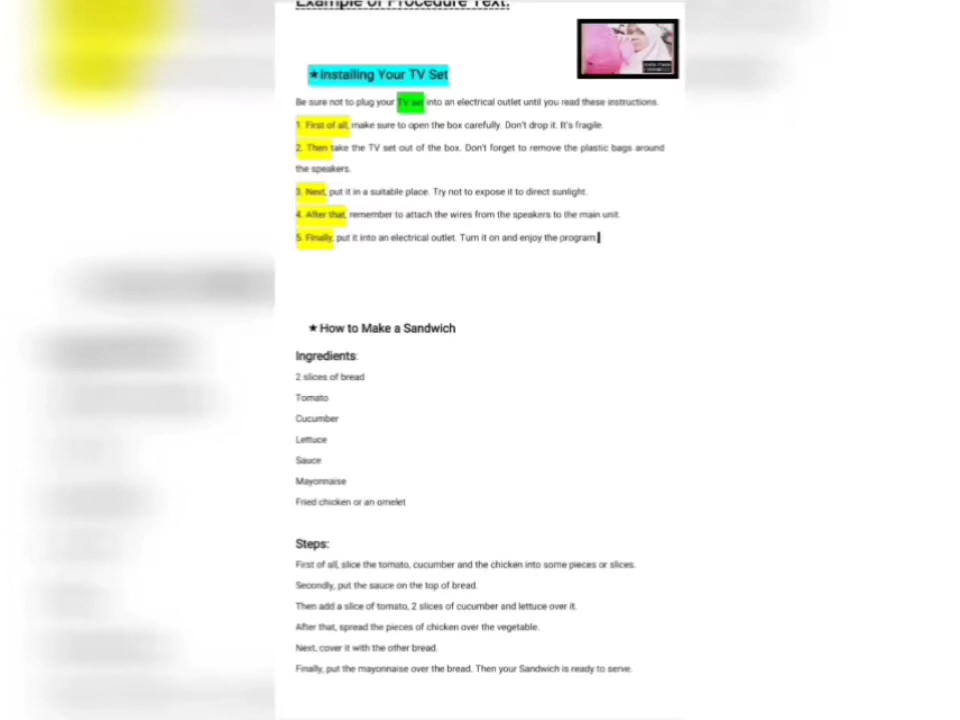 Example of Procedure Text:
★Installing Your TV Set
Be sure not to plug your TV set into an electrical outlet until you read these instructions.
1. First of all, make sure to open the box carefully. Don't drop it. It's fragile.
2. Then take the TV set out of the box. Don't forget to remove the plastic bags around
the speakers.
3. Next, put it in a suitable place. Try not to expose it to direct sunlight.
4. After that, remember to attach the wires from the speakers to the main unit.
5. Finally, put it into an electrical outlet. Turn it on and enjoy the program.
★How to Make a Sandwich
Ingredients:
2 slices of bread
Tomato
Cucumber
Lettuce
Sauce
Mayonnaise
Fried chicken or an omelet
Steps:
First of all, slice the tomato, cucumber and the chicken into some pieces or slices.
Secondly, put the sauce on the top of bread.
Then add a slice of tomato, 2 slices of cucumber and lettuce over it.
After that, spread the pieces of chicken over the vegetable.
Next, cover it with the other bread.
Finally, put the mayonnaise over the bread. Then your Sandwich is ready to serve.